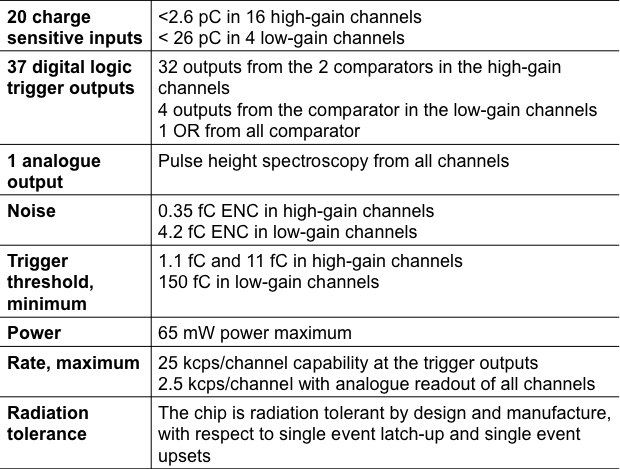 20 charge
sensitive inputs
<2.6 pC in 16 high-gain channels
< 26 pC in 4 low-gain channels
37 digital logic
trigger outputs
32 outputs from the 2 comparators in the high-gain
channels
4 outputs from the comparator in the low-gain channels
1 OR from all comparator
1 analogue
output
Pulse height spectroscopy from all channels
Noise
0.35 fC ENC in high-gain channels
4.2 fC ENC in low-gain channels
Trigger
threshold,
minimum
1.1 fC and 11 fC in high-gain channels
150 fC in low-gain channels
Power
65 mW power maximum
Rate, maximum
25 kcps/channel capability at the trigger outputs
2.5 kcps/channel with analogue readout of all channels
Radiation
tolerance
The chip is radiation tolerant by design and manufacture,
with respect to single event latch-up and single event
upsets